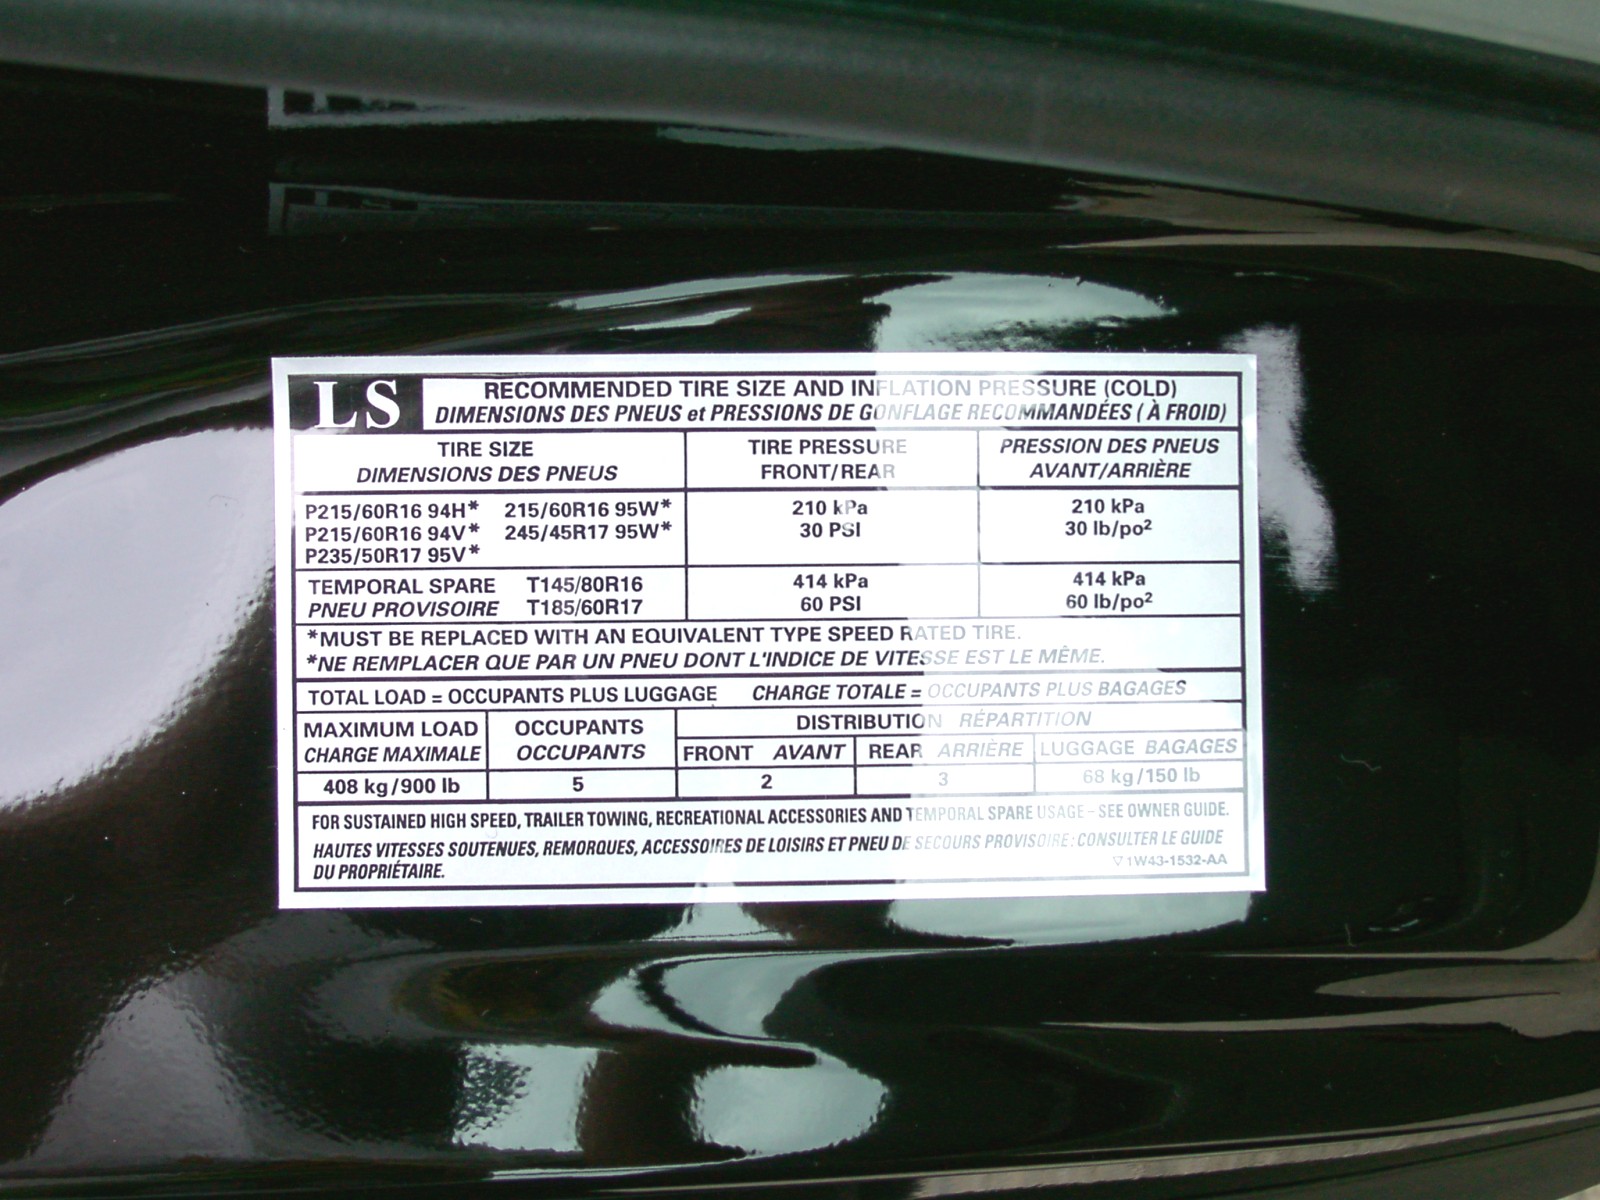 LS
RECOMMENDED TIRE SIZE AND INFLATION PRESSURE (COLD)
DIMENSIONS DES PNEUS et PRESSIONS DE GONFLAGE RECOMMANDÉES ( À FROID)
TIRE SIZE
DIMENSIONS DES PNEUS
TIRE PRESSURE
FRONT/REAR
PRESSION DES PNEUS
AVANT/ARRIÈRE
P215/60R16 94H* 215/60R16 95W*
P215/60R16 94V* 245/45R17 95W*
P235/50R17 95V*
210 kPa
30 PSI
210 kPa
30 lb/po²
TEMPORAL SPARE T145/80R16
PNEU PROVISOIRE T185/60R17
414 kPa
60 PSI
414 kPa
60 lb/po²
*MUST BE REPLACED WITH AN EQUIVALENT TYPE SPEED RATED TIRE.
*NE REMPLACER QUE PAR UN PNEU DONT L'INDICE DE VITESSE EST LE MÊME.
TOTAL LOAD = OCCUPANTS PLUS LUGGAGE CHARGE TOTALE = OCCUPANTS PLUS BAGAGES
MAXIMUM LOAD
CHARGE MAXIMALE
OCCUPANTS
OCCUPANTS
DISTRIBUTION RÉPARTITION
FRONT AVANT REAR ARRIÈRE LUGGAGE BAGAGES
408 kg/900 lb 5 2 3 68 kg/150 lb
FOR SUSTAINED HIGH SPEED, TRAILER TOWING, RECREATIONAL ACCESSORIES AND TEMPORAL SPARE USAGE – SEE OWNER GUIDE.
HAUTES VITESSES SOUTENUES, REMORQUES, ACCESSOIRES DE LOISIRS ET PNEU DE SECOURS PROVISOIRE : CONSULTER LE GUIDE
DU PROPRIÉTAIRE.
▽1W43-1532-AA